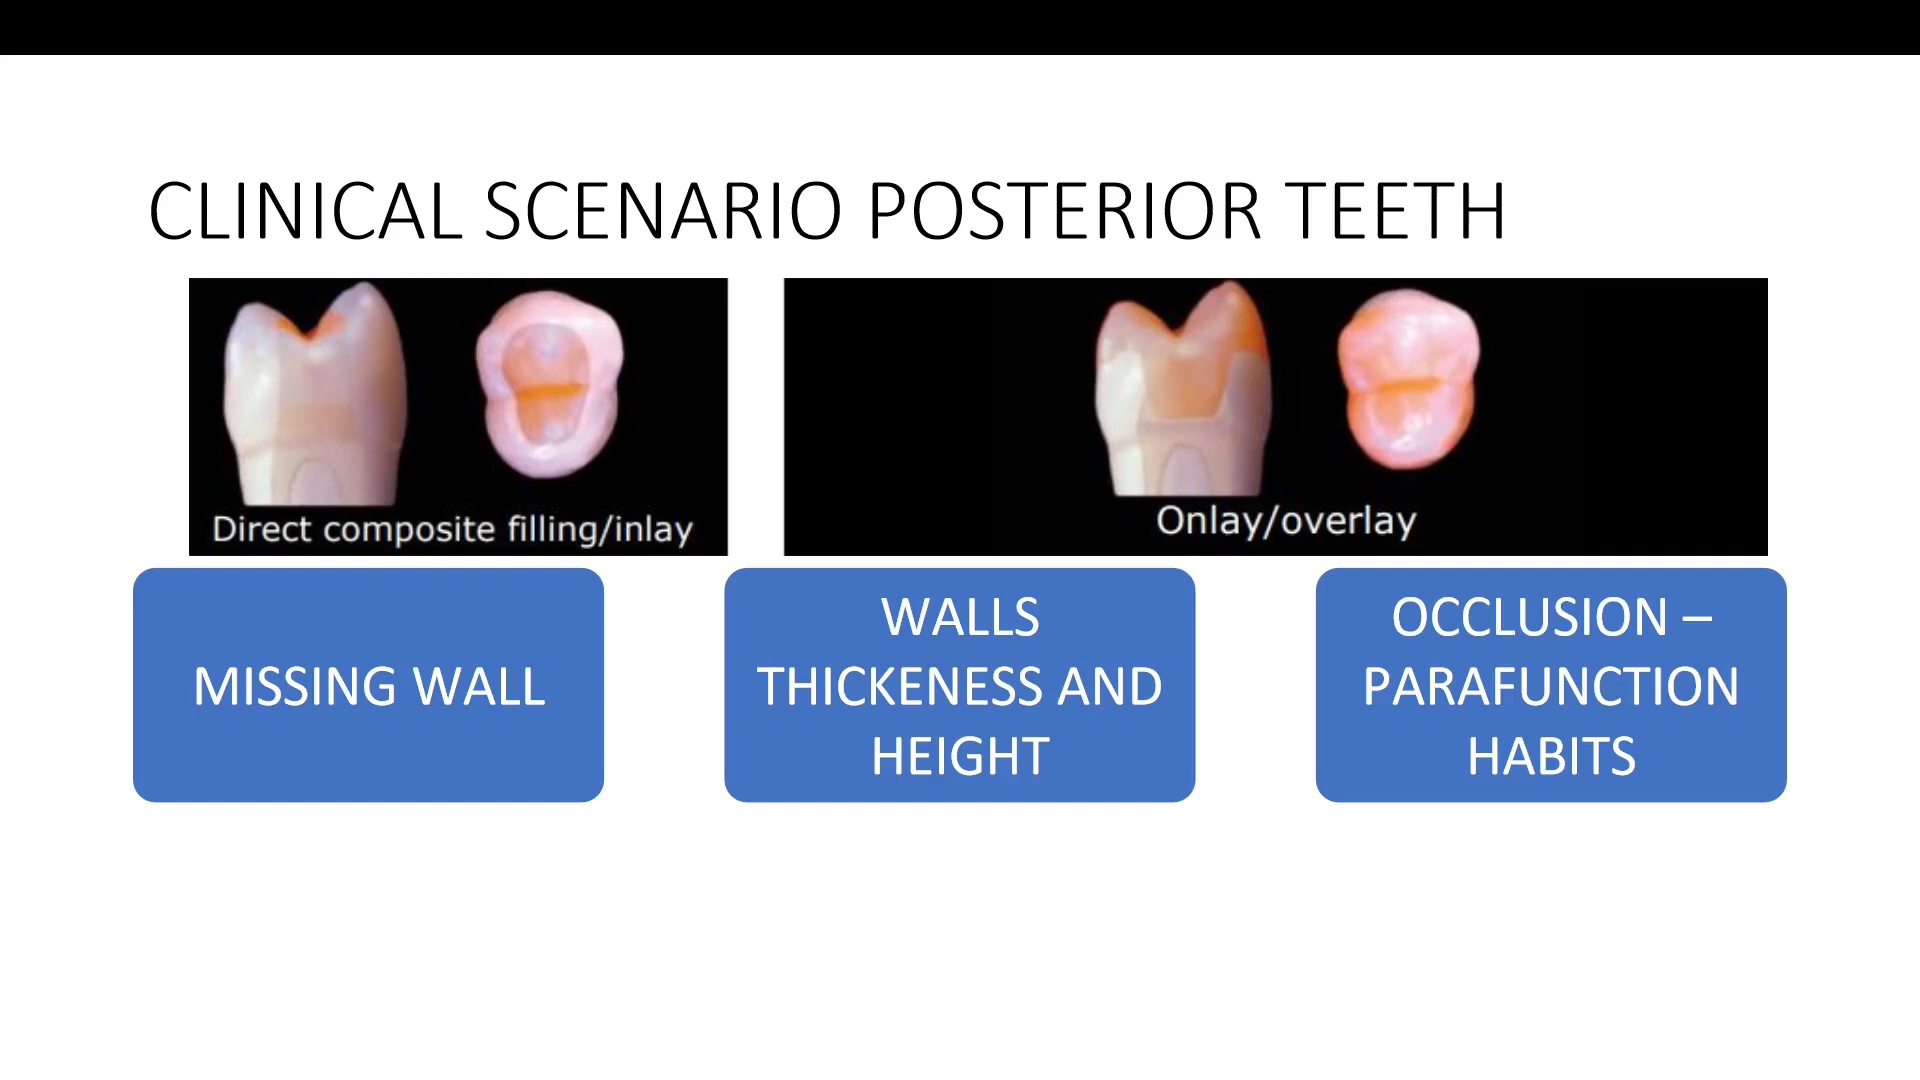 CLINICAL SCENARIO POSTERIOR TEETH
Direct composite filling/inlay
Onlay/overlay
MISSING WALL
WALLS
THICKENESS AND
HEIGHT
OCCLUSION –
PARAFUNCTION
HABITS